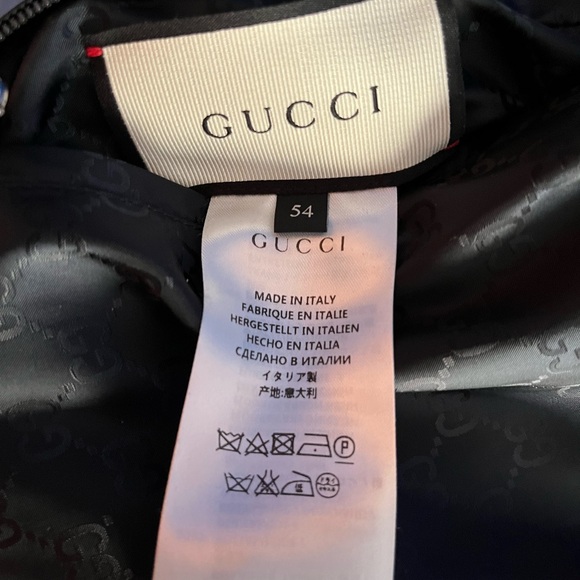 GUCCI
54
GUCCI
MADE IN ITALY
FABRIQUE EN ITALIE
HERGESTELLT IN ITALIEN
HECHO EN ITALIA
СДЕЛАНО В ИТАЛИИ
イタリア製
产地:意大利
P
低